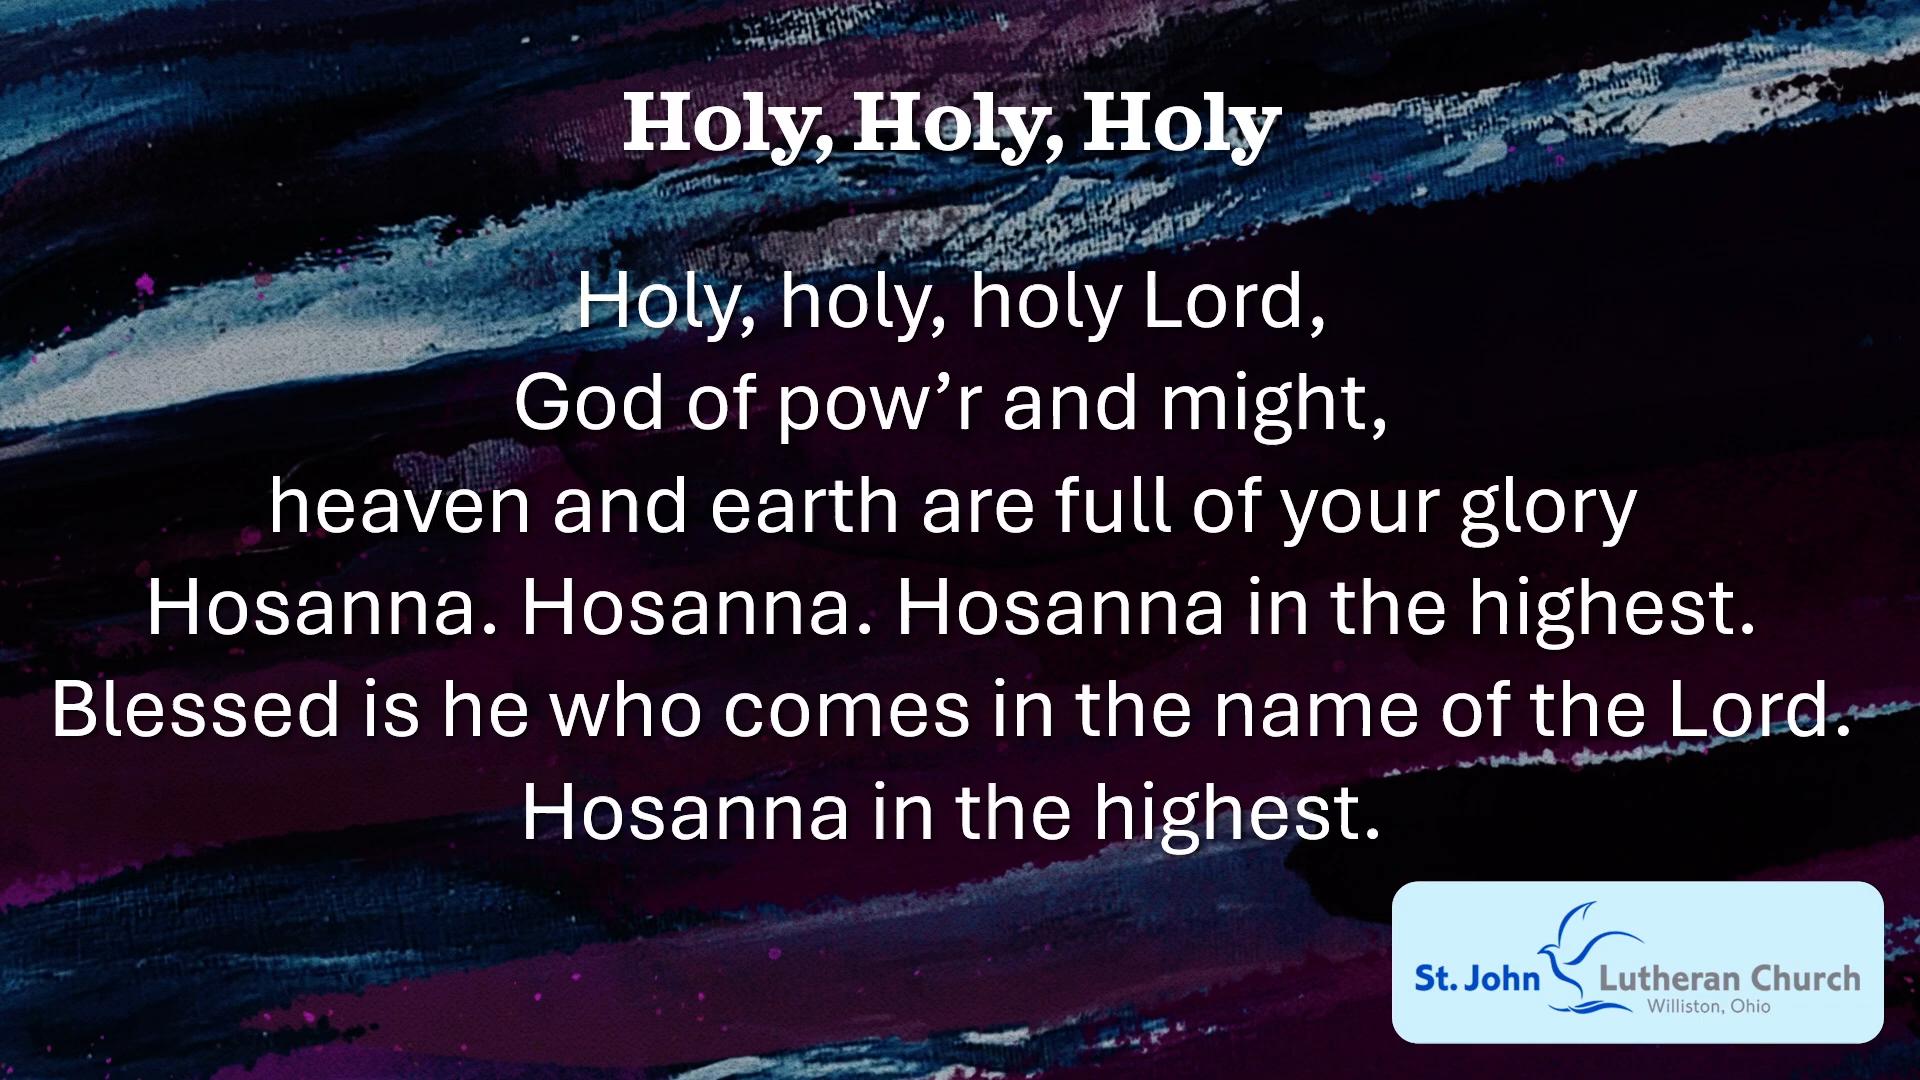 Holy, Holy, Holy
Holy, holy, holy Lord,
God of pow’r and might,
heaven and earth are full of your glory
Hosanna. Hosanna. Hosanna in the highest.
Blessed is he who comes in the name of the Lord.
Hosanna in the highest.
St. John Lutheran Church
Williston, Ohio